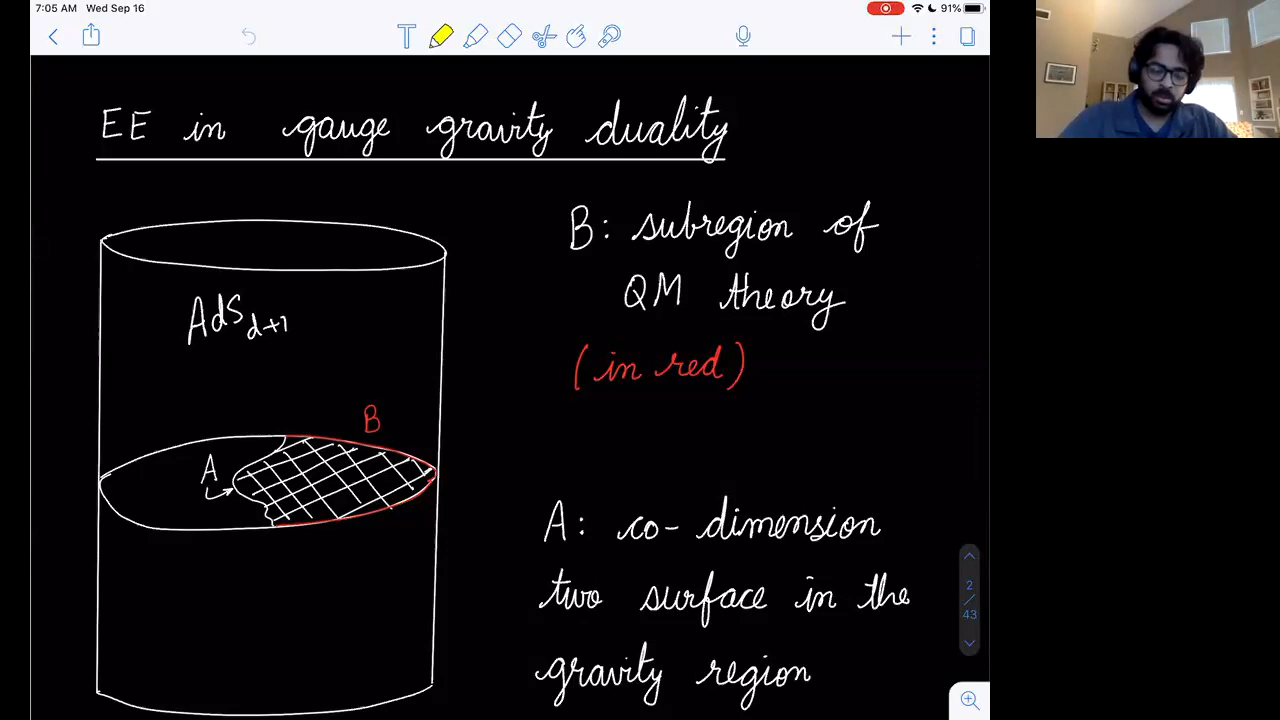 7:05 AM Wed Sep 16
91%
EE in gauge gravity duality
B: subregion of
QM theory
(in red)
AdS d+1
B
A
A: co-dimension
two surface in the
gravity region
2
/
43